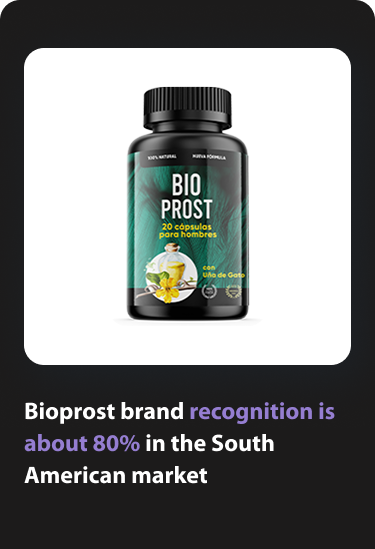 100% NATURAL NUEVA FÓRMULA
BIO
PROST
20 cápsulas
para hombres
con
Uña de Gato
Bioprost brand recognition is
about 80% in the South
American market